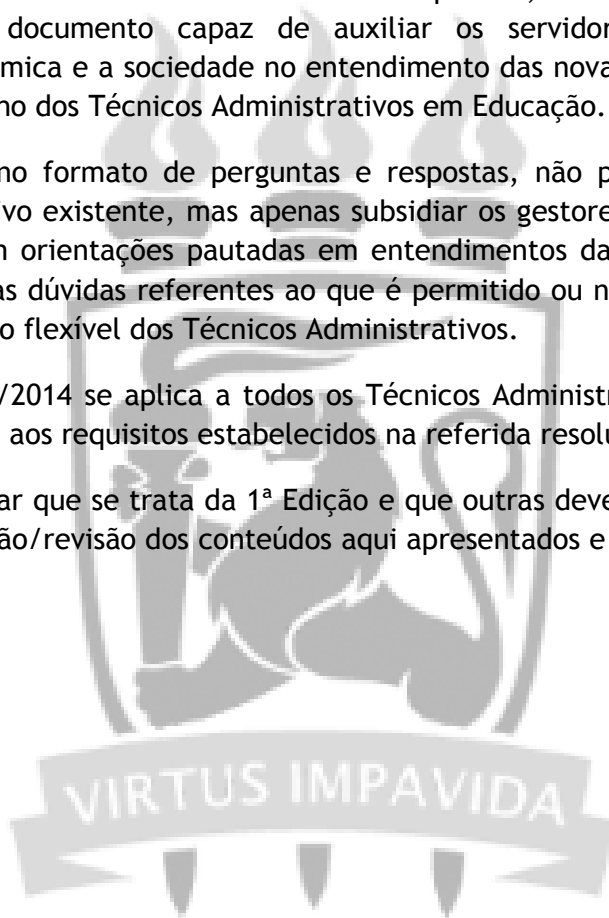 documento capaz de auxiliar os servidor
mica e a sociedade no entendimento das nova
no dos Técnicos Administrativos em Educação.
no formato de perguntas e respostas, não p
vo existente, mas apenas subsidiar os gestore
orientações pautadas em entendimentos da
as dúvidas referentes ao que é permitido ou n
o flexível dos Técnicos Administrativos.
/2014 se aplica a todos os Técnicos Administr
aos requisitos estabelecidos na referida resolu
ar que se trata da 1ª Edição e que outras deve
ão/revisão dos conteúdos aqui apresentados e
VIRTUS IMPAVIDA